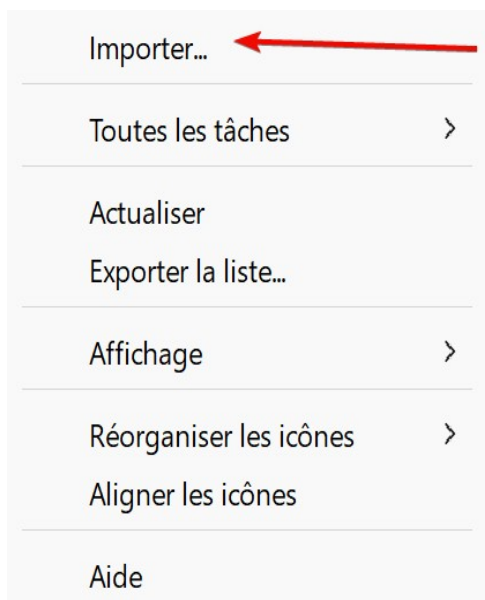 Importer...
Toutes les tâches
Actualiser
Exporter la liste...
Affichage
Réorganiser les icônes
Aligner les icônes
Aide